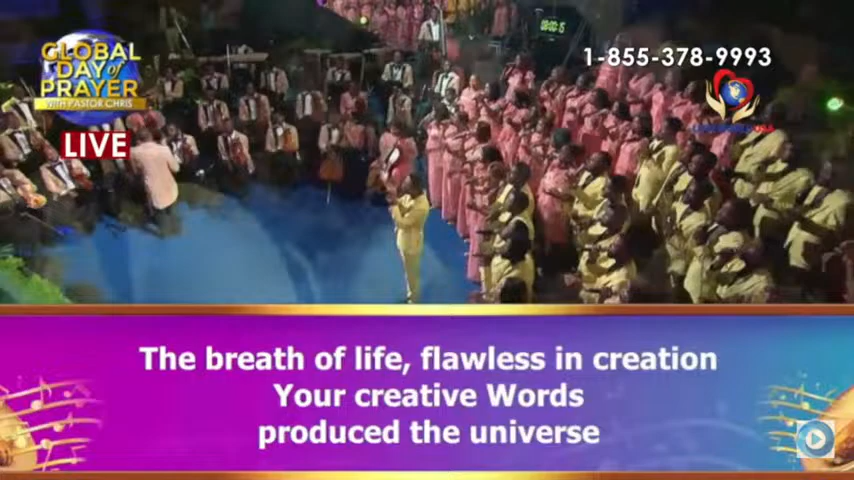 GLOBAL
DAY of
PRAYER
WITH PASTOR CHRIS
LIVE
1-855-378-9993
The breath of life, flawless in creation
Your creative Words
produced the universe